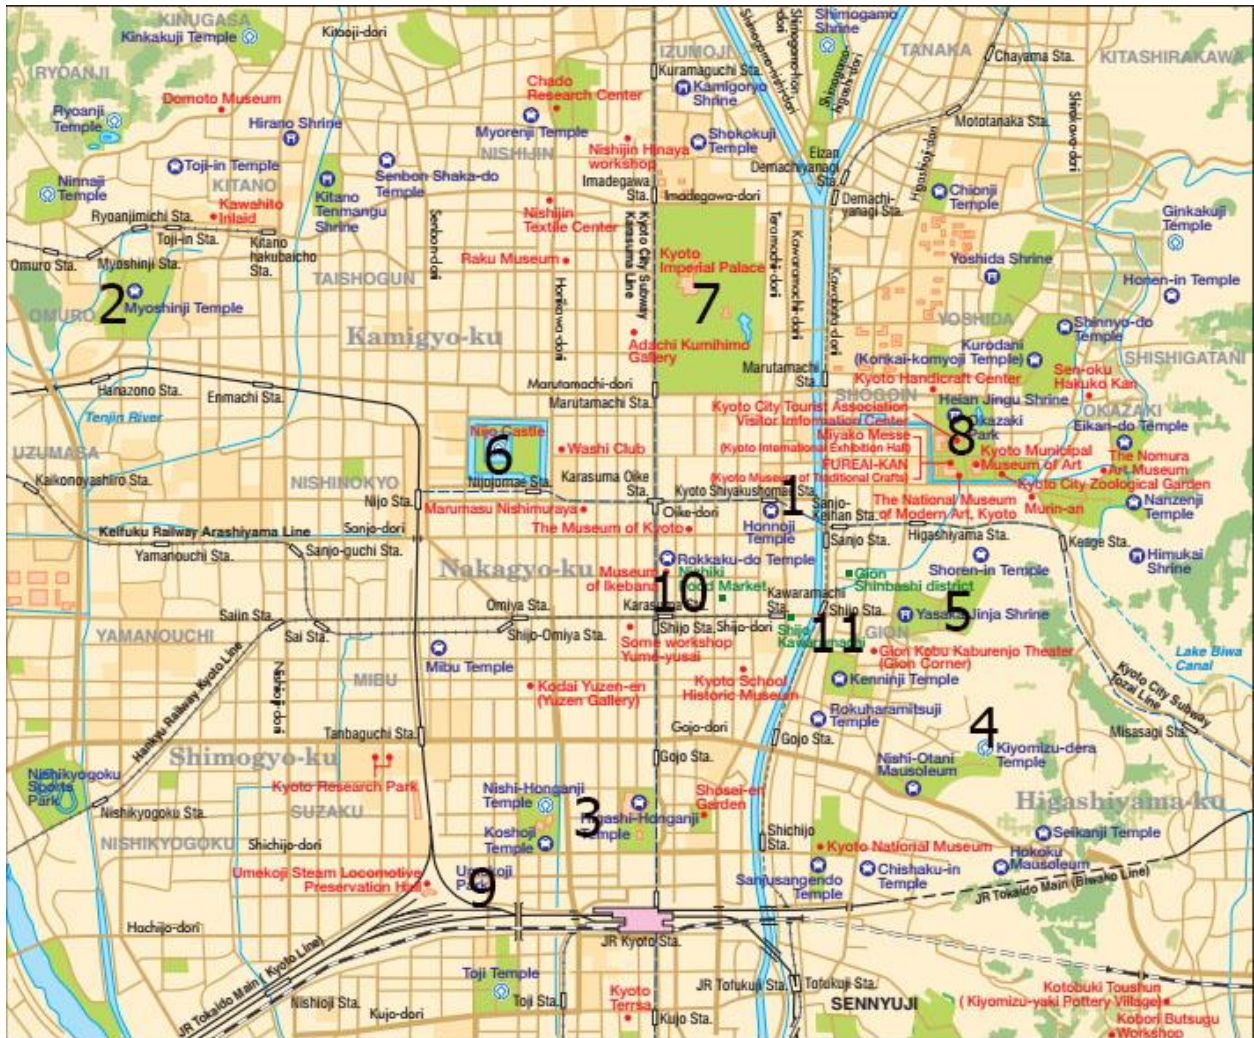 KINUGASA
Kinkakuji Temple
Kitaoji-dori
IZUMOJI
Kuramaguchi Sta.
Kamigoryo
Shrine
Shimogamo
Shrine
TANAKA
Chayama Sta.
KITASHIRAKAWA
RYOANJI
Ryoanji
Temple
Domoto Museum
Hirano Shrine
Chado
Research Center
Myorenji Temple
NISHIJIN
Nishijin Hinaya
workshop
Shokokuji
Temple
Mototanaka Sta.
Eizan
Demachiyanagi
Sta.
Ninnaji
Temple
Toji-in Temple
KITANO
Kawahito
Inlaid
Senbon Shaka-do
Temple
Kitano
Tenmangu
Shrine
Imadegawa
Sta.
Imadegawa-dori
Demachi-
yanagi Sta.
Chionji
Temple
Ginkakuji
Temple
Ryoanjimichi Sta.
Toji-in Sta.
Kitano
hakubaicho
Sta.
Omuro Sta.
Myoshinji Sta.
Nishijin
Textile Center
Raku Museum
TAISHOGUN
Senbon-dori
Horikawa-dori
Kyoto City Subway
Karasuma Line
Kyoto
Imperial Palace
Teramachi-dori
Kawaramachi-dori
Kawabata-dori
Yoshida Shrine
Honen-in Temple
2
Myoshinji Temple
OMURO
7
Kamigyo-ku
Adachi Kumihimo
Gallery
YOSHIDA
Shinnyo-do
Temple
Kurodani
(Konkai-komyoji Temple)
SHISHIGATANI
Hanazono Sta.
Enmachi Sta.
Marutamachi-dori
Marutamachi Sta.
Marutamachi
Sta.
Kyoto Handicraft Center
SHOGOIN
Sen-oku
Hakuko Kan
Tenjin River
Kyoto City Tourist Association
Visitor Imformation Center
Heian Jingu Shrine
Okazaki
Park
8
OKAZAKI
Eikan-do Temple
UZUMASA
Nijo Castle
6
Washi Club
Miyako Messe
(Kyoto International Exhibition Hall)
FUREAI-KAN
(Kyoto Museum of Traditional Crafts)
Kyoto Municipal
Museum of Art
The Nomura
Art Museum
Kyoto City Zoological Garden
Kaikonoyashiro Sta.
NISHINOKYO
Nijojomae Sta.
Karasuma Oike
Sta.
Kyoto Shiyakushomae Sta.
1
Nijo Sta.
Marumasu Nishimuraya
Oike-dori
Honnoji
Temple
Sanjo-
Keihan Sta.
The National Museum
of Modern Art, Kyoto
Murin-an
Nanzenji
Temple
Keifuku Railway Arashiyama Line
Sanjo-dori
The Museum of Kyoto
Sanjo Sta.
Higashiyama Sta.
Keage Sta.
Yamanouchi Sta.
Sanjo-guchi Sta.
Nakagyo-ku
Rokkaku-do Temple
Museum
of Ikebana
Nishiki
Food Market
10
Gion
Shinbashi district
Shoren-in Temple
Himukai
Shrine
Saiin Sta.
Sai Sta.
Omiya Sta.
Shijo-Omiya Sta.
Karasuma Sta.
Shijo Sta.
Shijo-dori
Kawaramachi
Sta.
Shijo
Kawaramachi
11
Shijo Sta.
GION
Yasaka Jinja Shrine
5
YAMANOUCHI
Mibu Temple
MIBU
Some workshop
Yume-yusai
Gion Kobu Kaburenjo Theater
(Gion Corner)
Lake Biwa
Canal
Hankyu Railway Kyoto Line
Nishioji-dori
Kodai Yuzen-en
(Yuzen Gallery)
Kyoto School
Historic Museum
Kenninji Temple
Rokuharamitsuji
Temple
4
Kiyomizu-dera
Temple
Kyoto City Subway
Tozai Line
Misasagi Sta.
Tanbaguchi Sta.
Gojo-dori
Gojo Sta.
Gojo Sta.
Nishi-Otani
Mausoleum
Shimogyo-ku
Kyoto Research Park
Nishikyogoku
Sports
Park
Nishikyogoku Sta.
SUZAKU
Nishi-Honganji
Temple
3
Higashi-Honganji
Temple
Shosei-en
Garden
Higashiyama-ku
NISHIKYOGOKU
Shichijo-dori
Koshoji
Temple
Shichijo
Sta.
Kyoto National Museum
Seikanji Temple
Umekoji Steam Locomotive
Preservation Hall
Umekoji
Park
9
Sanjusangendo
Temple
Chishaku-in
Temple
Hokoku
Mausoleum
JR Tokaido Main (Biwako Line)
Hachijo-dori
JR Kyoto Sta.
JR Tokaido Main ( Kyoto Line)
Nishioji Sta.
Kujo-dori
Toji Temple
Toji Sta.
Kyoto
Terrsa
Kujo Sta.
JR Tofukuji Sta.
Tofukuji Sta.
SENNYUJI
Kotobuki Toushun
( Kiyomizu-yaki Pottery Village)
Kobori Butsugu
Workshop